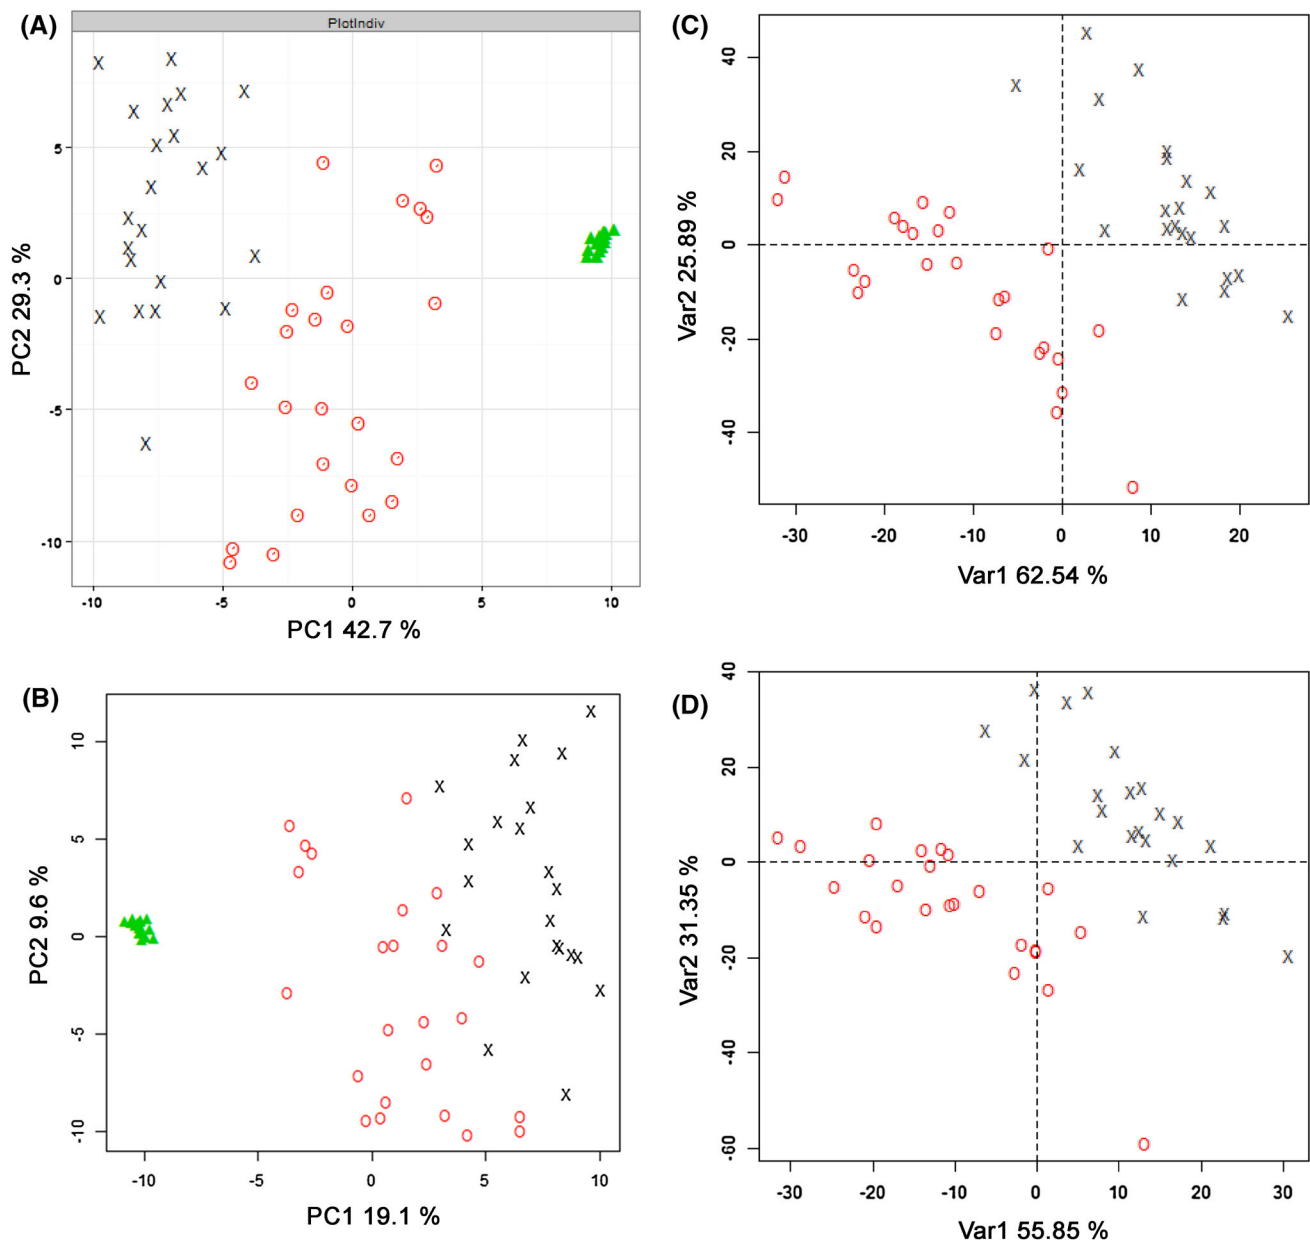 (A)
PlotIndiv
5
0
-5
-10
PC2 29.3 %
-10 -5 0 5 10
PC1 42.7 %
(B)
10
5
0
-5
-10
PC2 9.6 %
-10 -5 0 5 10
PC1 19.1 %
(C)
40
20
0
-20
-40
Var2 25.89 %
-30 -20 -10 0 10 20
Var1 62.54 %
(D)
40
20
0
-20
-40
-60
Var2 31.35 %
-30 -20 -10 0 10 20 30
Var1 55.85 %